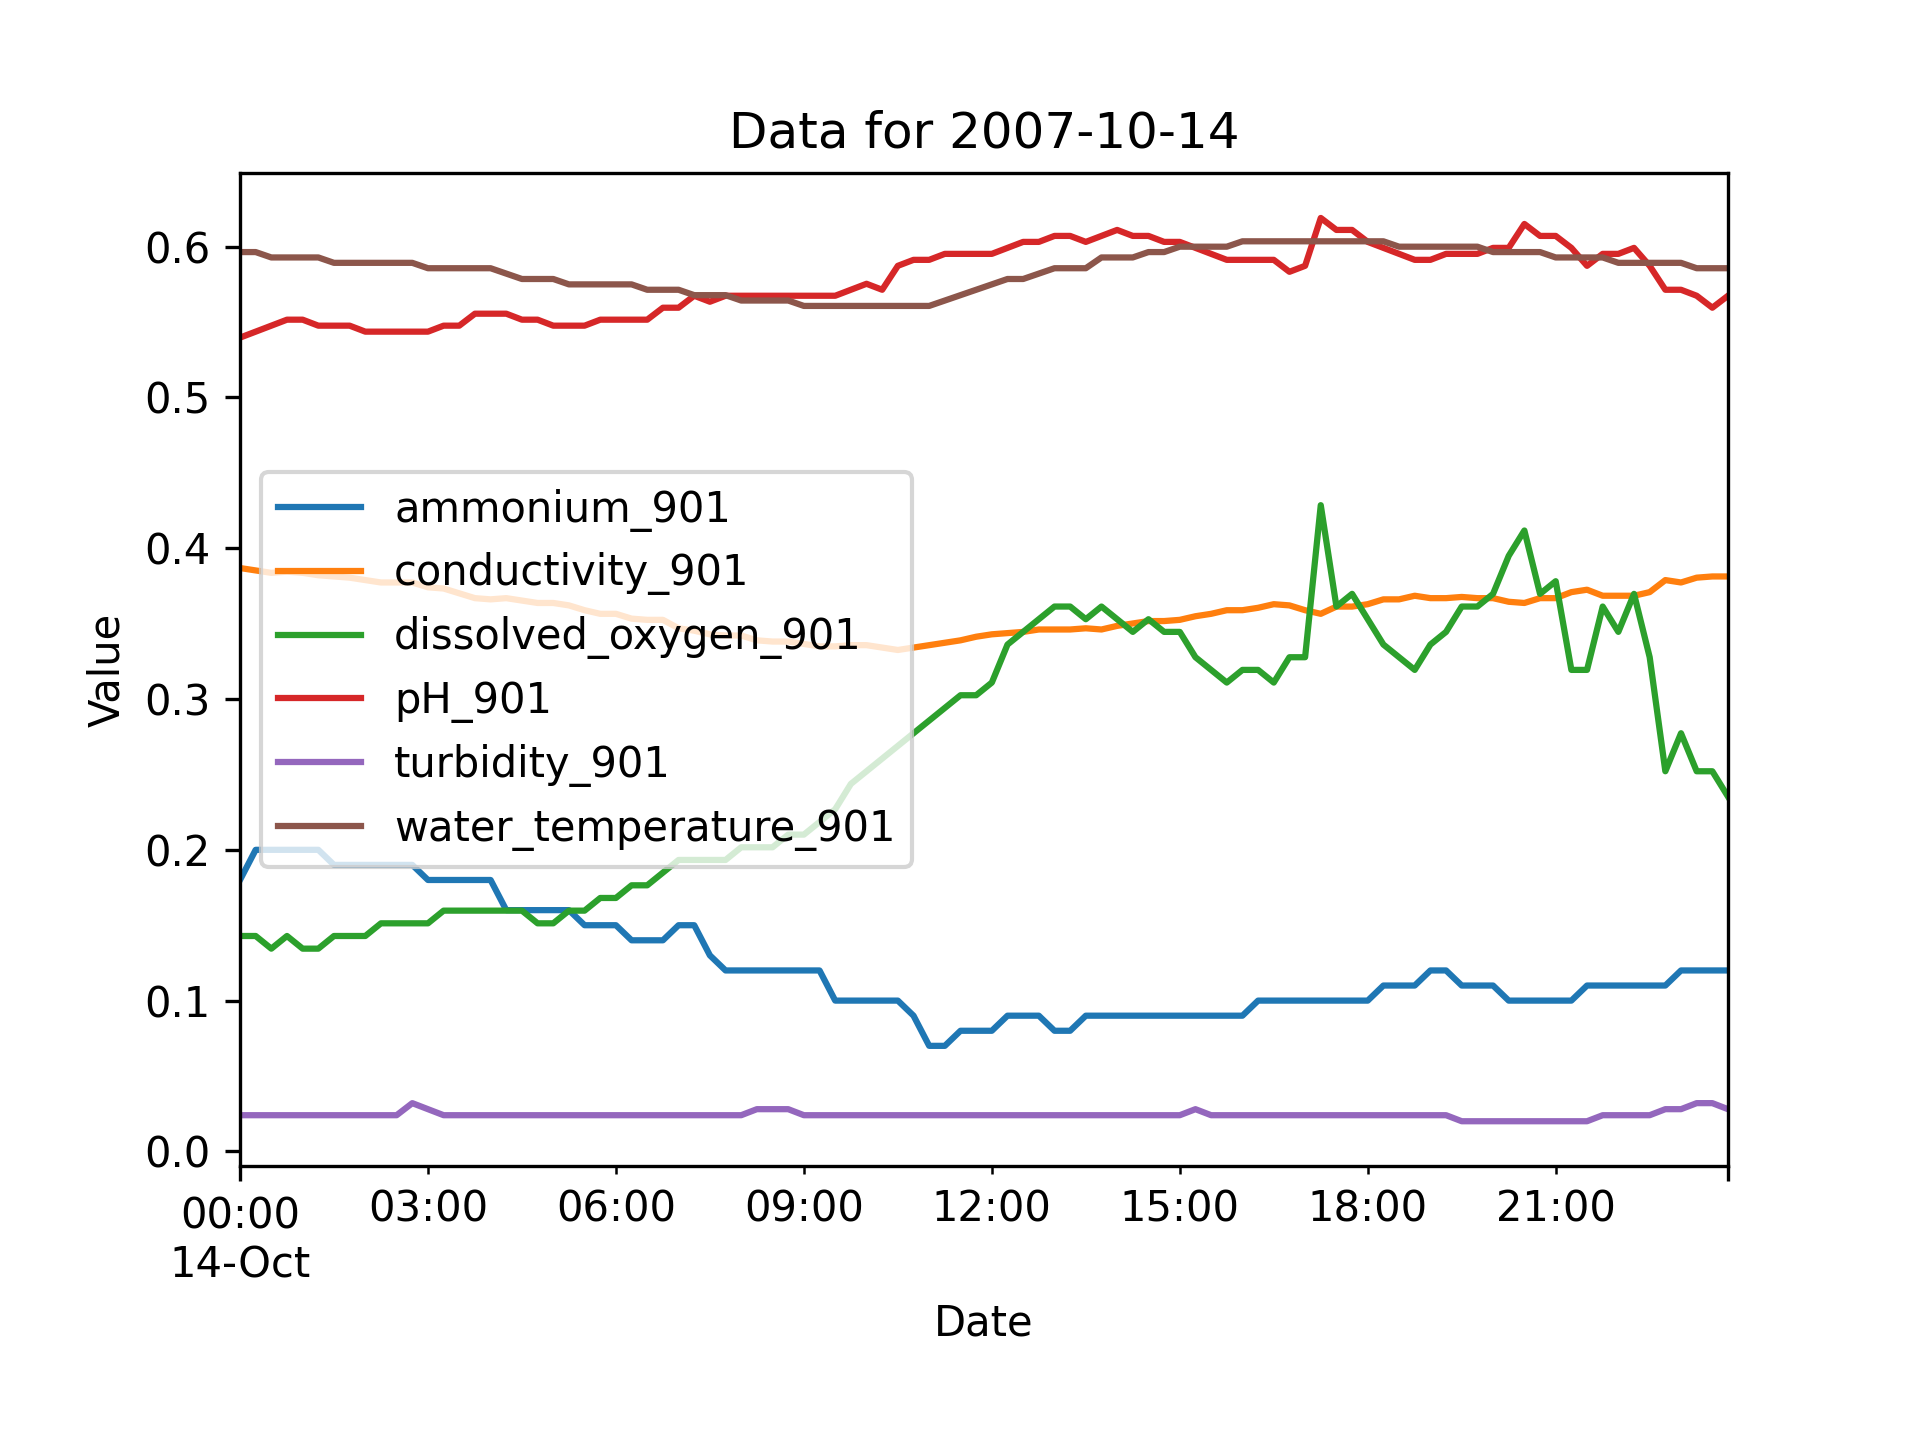 Data for 2007-10-14
Value
0.6
0.5
0.4
0.3
0.2
0.1
0.0
ammonium_901
conductivity_901
dissolved_oxygen_901
pH_901
turbidity_901
water_temperature_901
00:00 03:00 06:00 09:00 12:00 15:00 18:00 21:00
14-Oct
Date